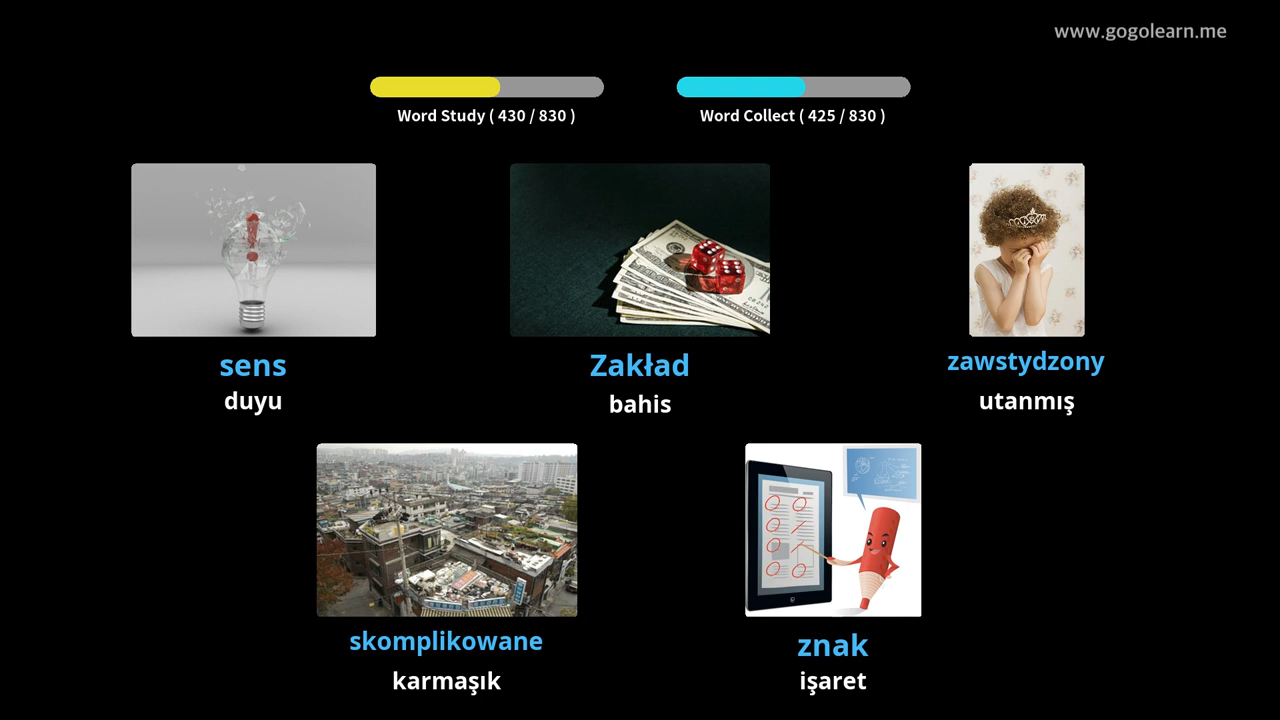 www.gogolearn.me
Word Study ( 430 / 830 )
Word Collect ( 425 / 830 )
sens
duyu
Zakład
bahis
zawstydzony
utanmış
skomplikowane
karmaşık
znak
işaret